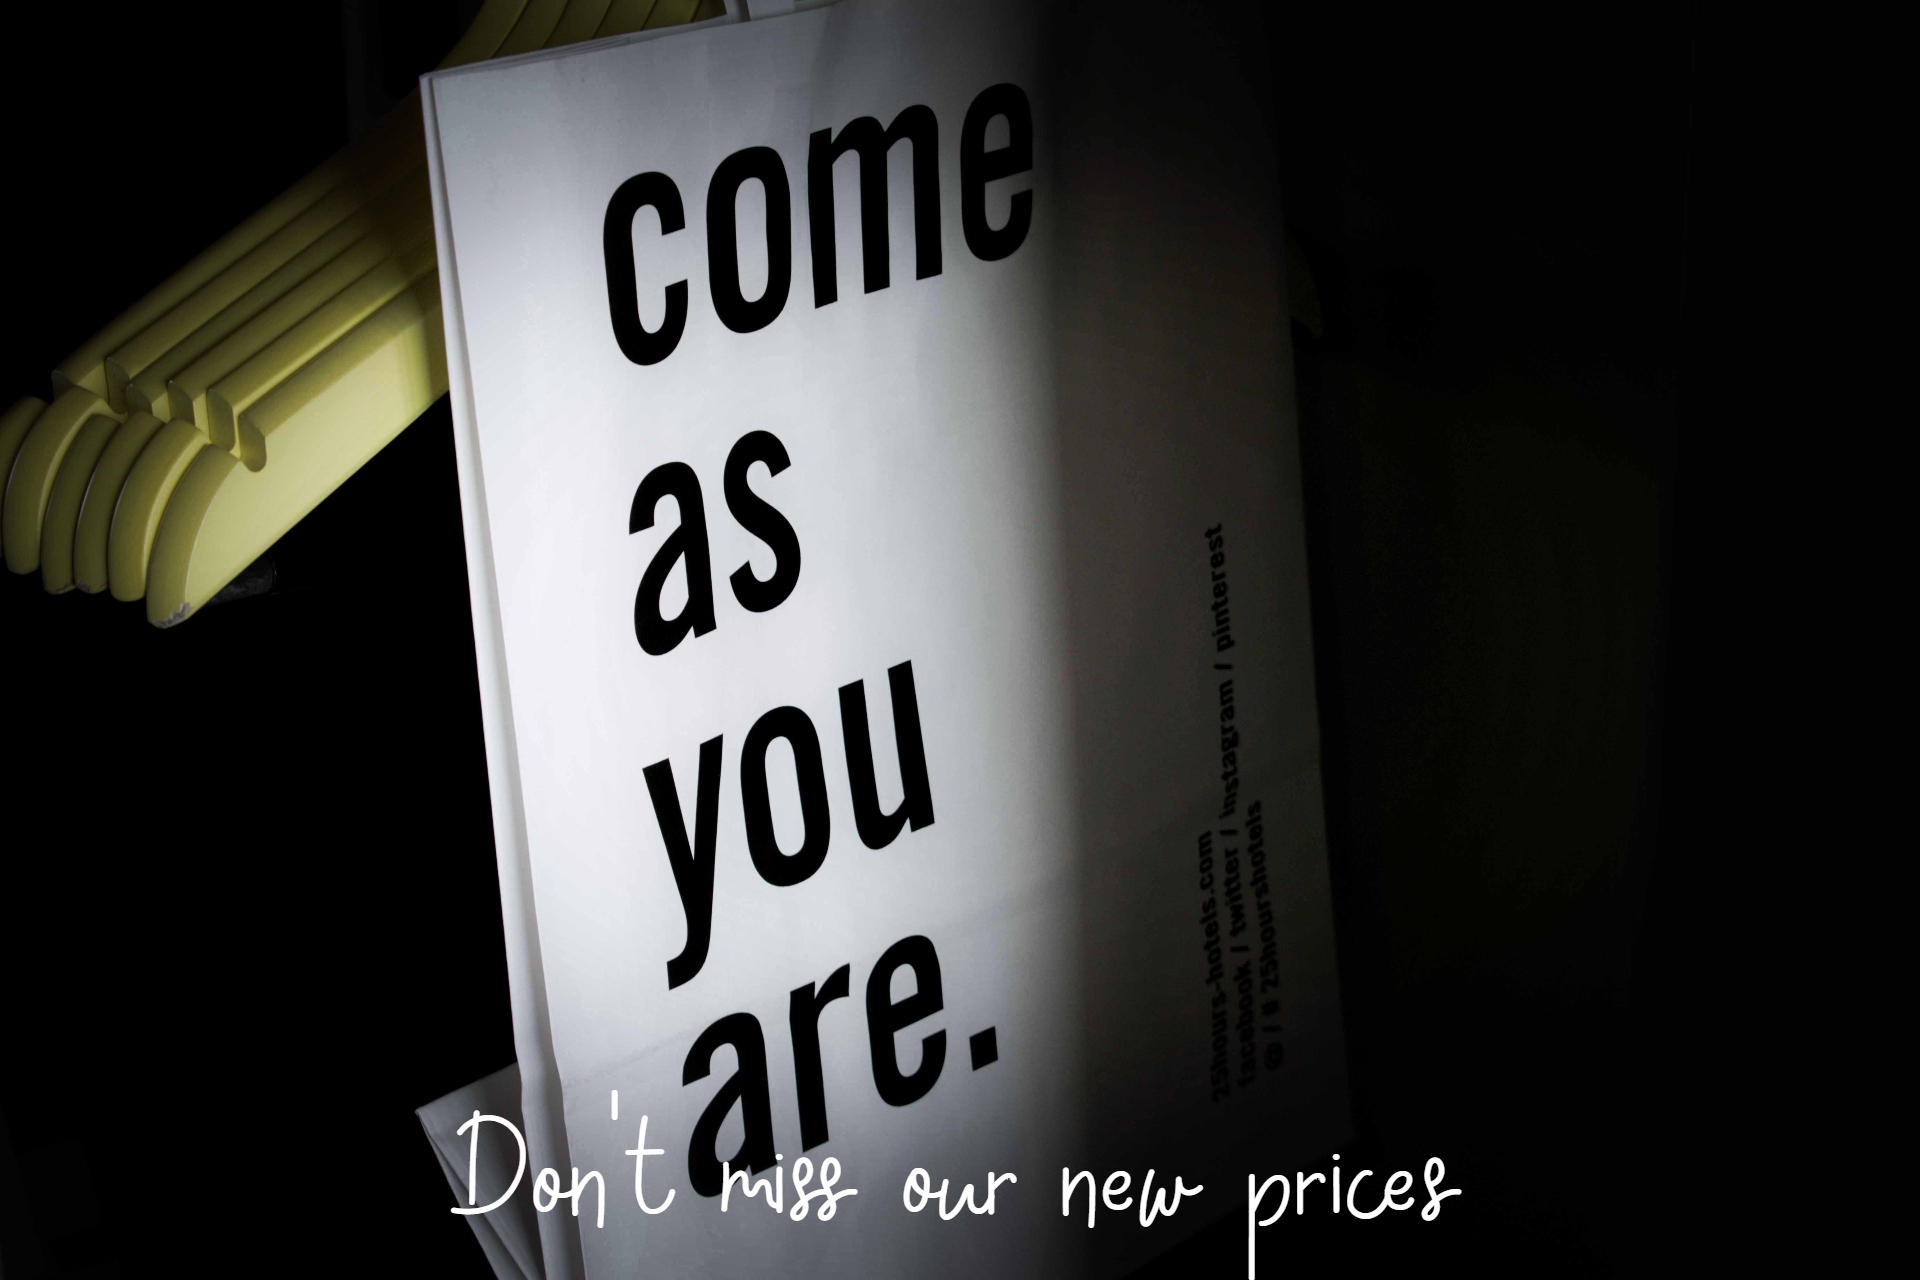 come
as
you
are.
25hours-hotels.com
facebook / twitter / instagram / pinterest
@ / # 25hourshotels
Don't miss our new prices